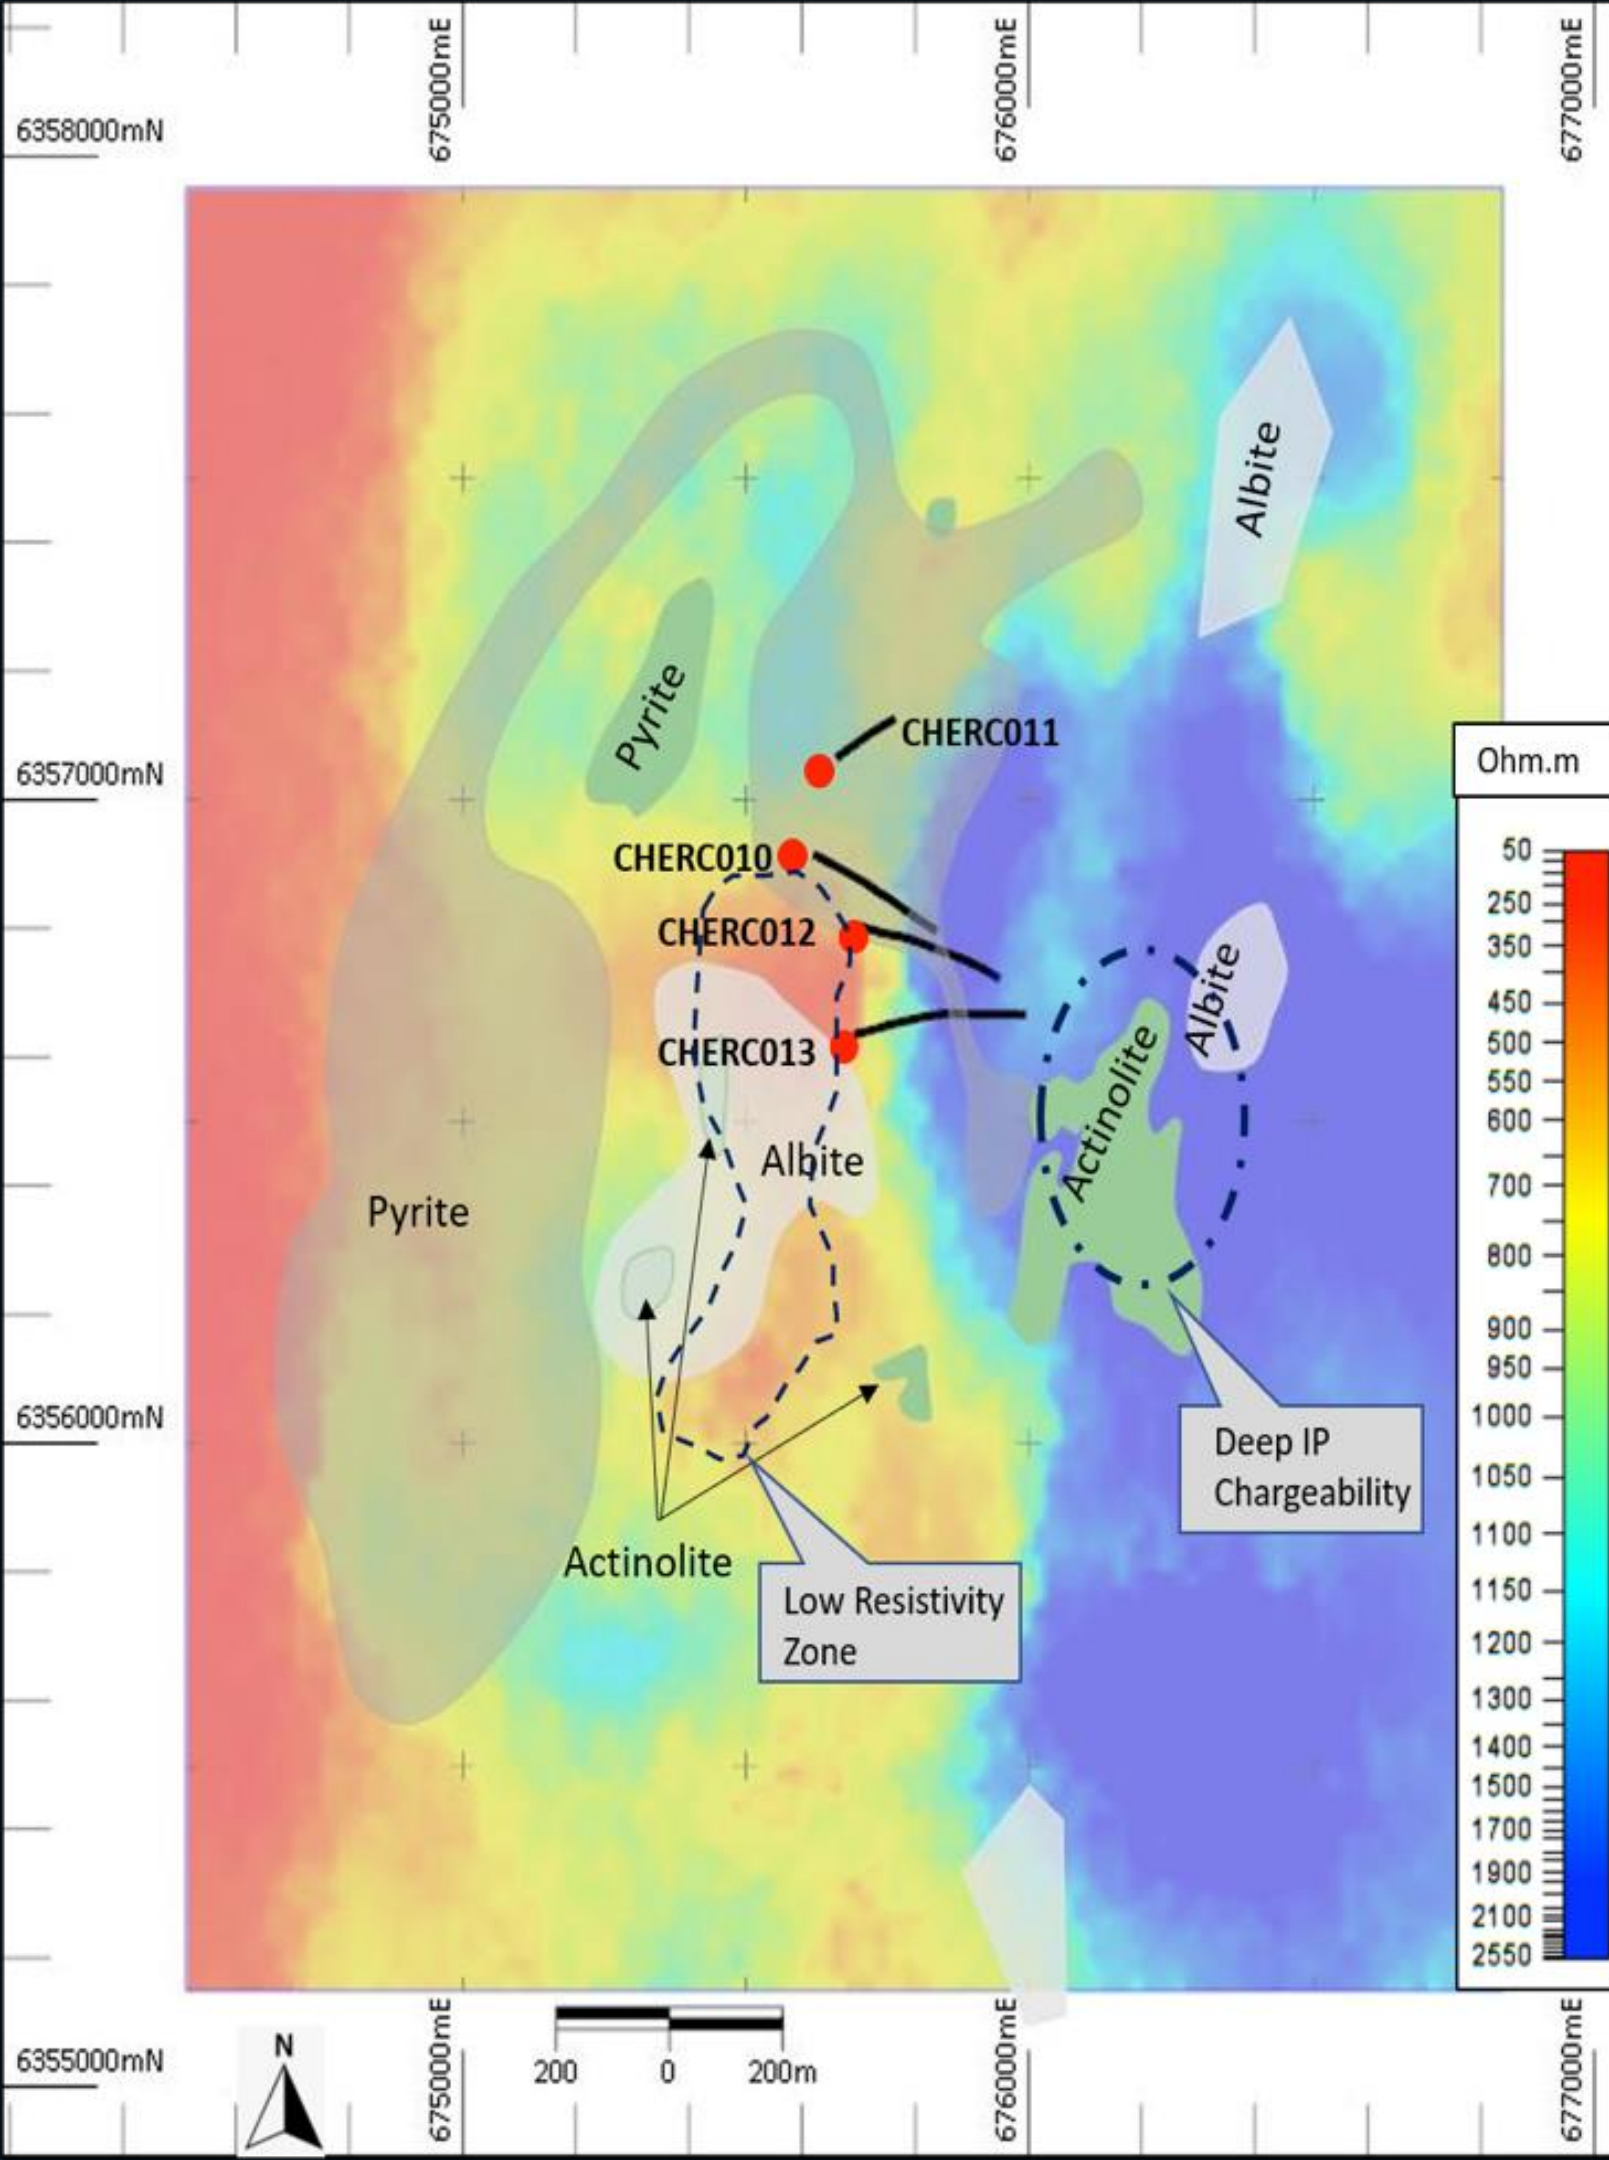 675000mE
676000mE
677000mE
6358000mN
Albite
Pyrite
CHERC011
6357000mN
Ohm.m
CHERC010
CHERC012
Albite
CHERC013
Actinolite
Albite
Pyrite
6356000mN
Deep IP
Chargeability
Actinolite
Low Resistivity
Zone
50
250
350
450
500
550
600
700
800
900
950
1000
1050
1100
1150
1200
1300
1400
1500
1700
1900
2100
2550
N
6355000mN
200
0
200m
675000mE
676000mE
677000mE